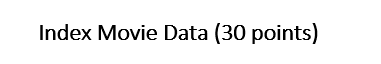 Index Movie Data (30 points)